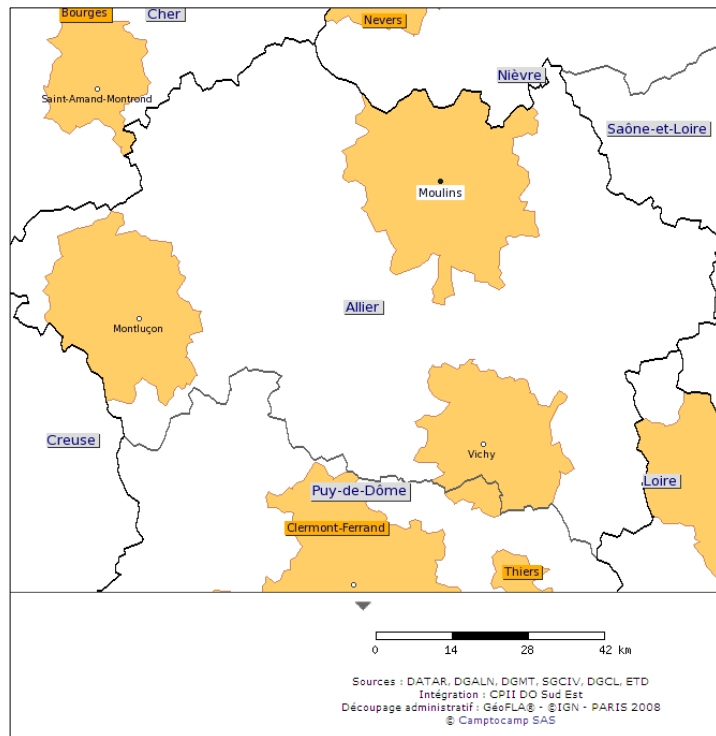 Bourges
Cher
Nevers
Nièvre
Saint-Amand-Montrond
Saône-et-Loire
Moulins
Allier
Montluçon
Creuse
Vichy
Loire
Puy-de-Dôme
Clermont-Ferrand
Thiers
0 14 28 42 km
Sources : DATAR, DGALN, DGMT, SGCIV, DGCL, ETD
Intégration : CPII DO Sud Est
Découpage administratif : GéoFLA® - ©IGN - PARIS 2008
© Camptocamp SAS